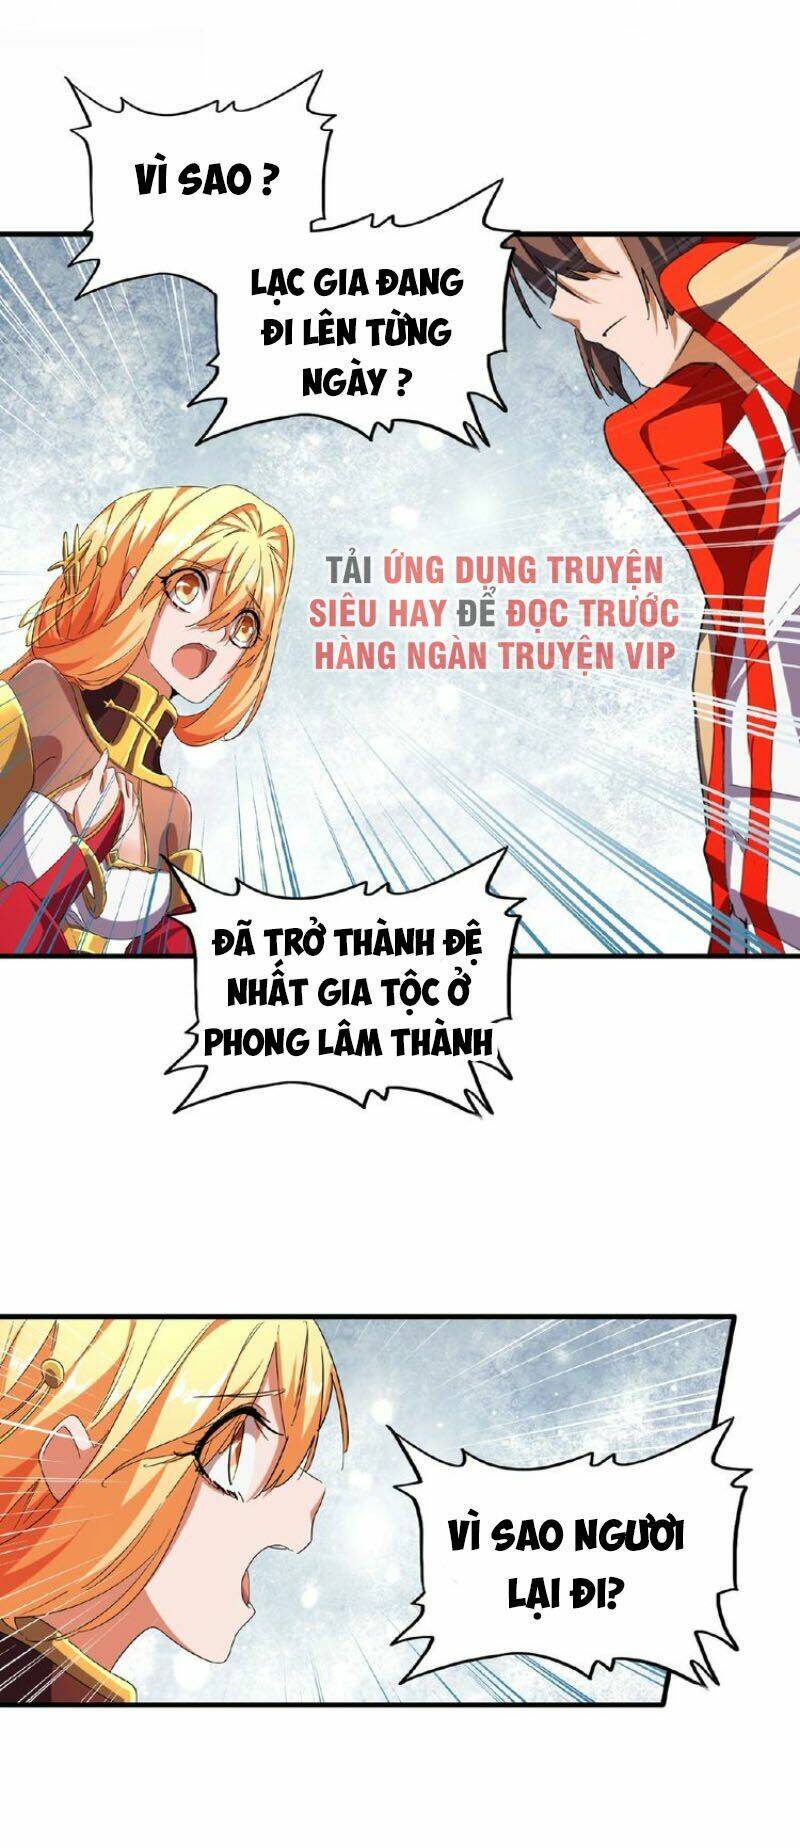 VÌ SAO ?
LẠC GIA ĐANG
ĐI LÊN TỪNG
NGÀY ?
TẢI ỨNG DỤNG TRUYỆN
SIÊU HAY ĐỂ ĐỌC TRƯỚC
HÀNG NGÀN TRUYỆN VIP
ĐÃ TRỞ THÀNH ĐỆ
NHẤT GIA TỘC Ở
PHONG LÂM THÀNH
VÌ SAO NGƯƠI
LẠI ĐI?